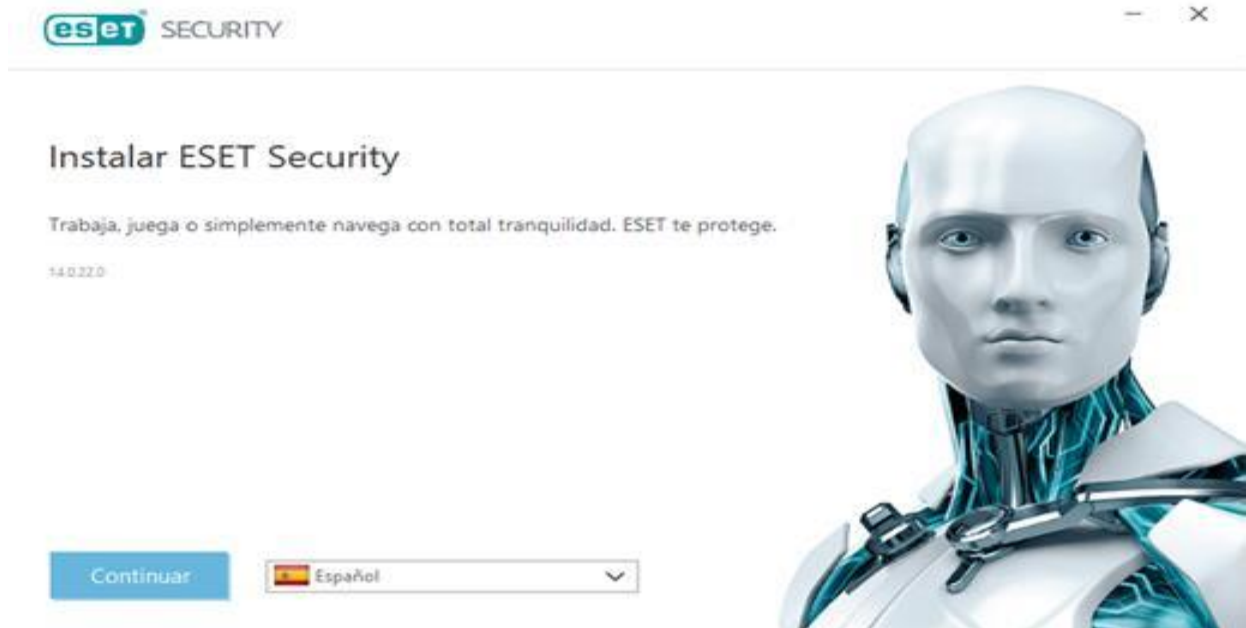 eset SECURITY
Instalar ESET Security
Trabaja, juega o simplemente navega con total tranquilidad. ESET te protege.
14.0.22.0
Continuar
Español